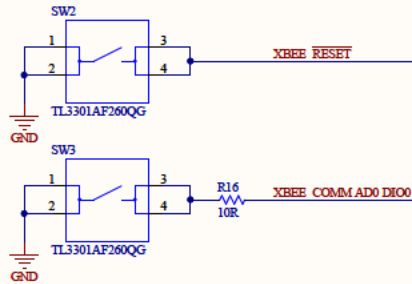 SW2
1
3
XBEE RESET
2
4
TL3301AF260QG
GND
SW3
1
3
R16
XBEE COMM AD0 DIO0
2
4
10R
TL3301AF260QG
GND